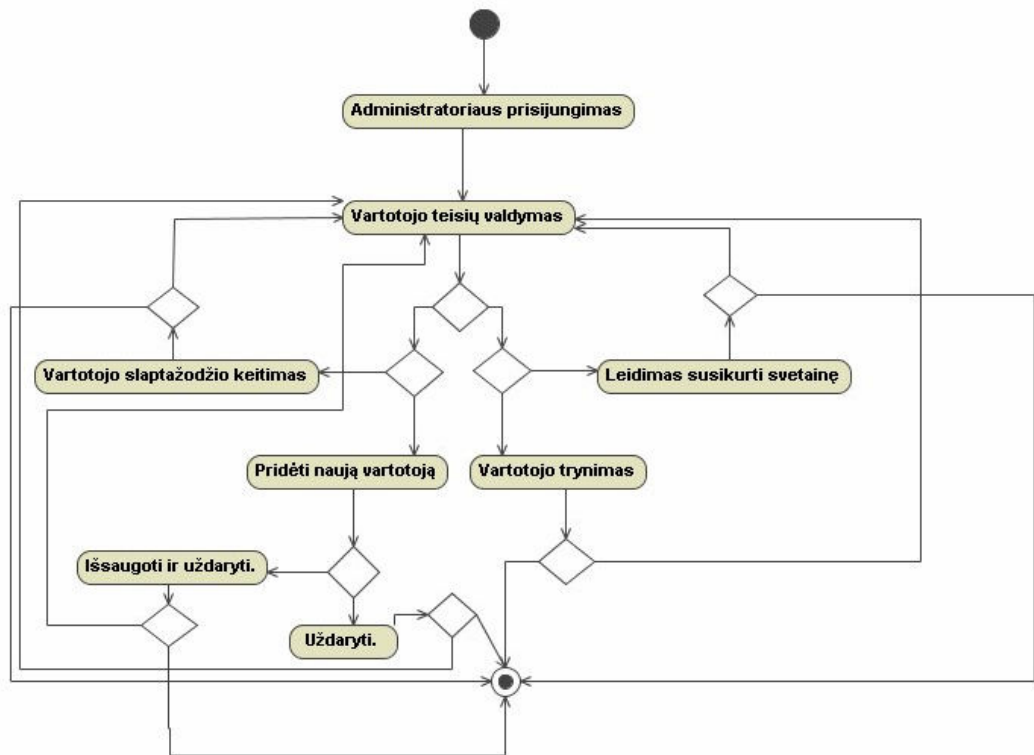 Administratoriaus prisijungimas
Vartotojo teisių valdymas
Vartotojo slaptažodžio keitimas
Leidimas susikurti svetainę
Pridėti naują vartotoją
Vartotojo trynimas
Išsaugoti ir uždaryti.
Uždaryti.